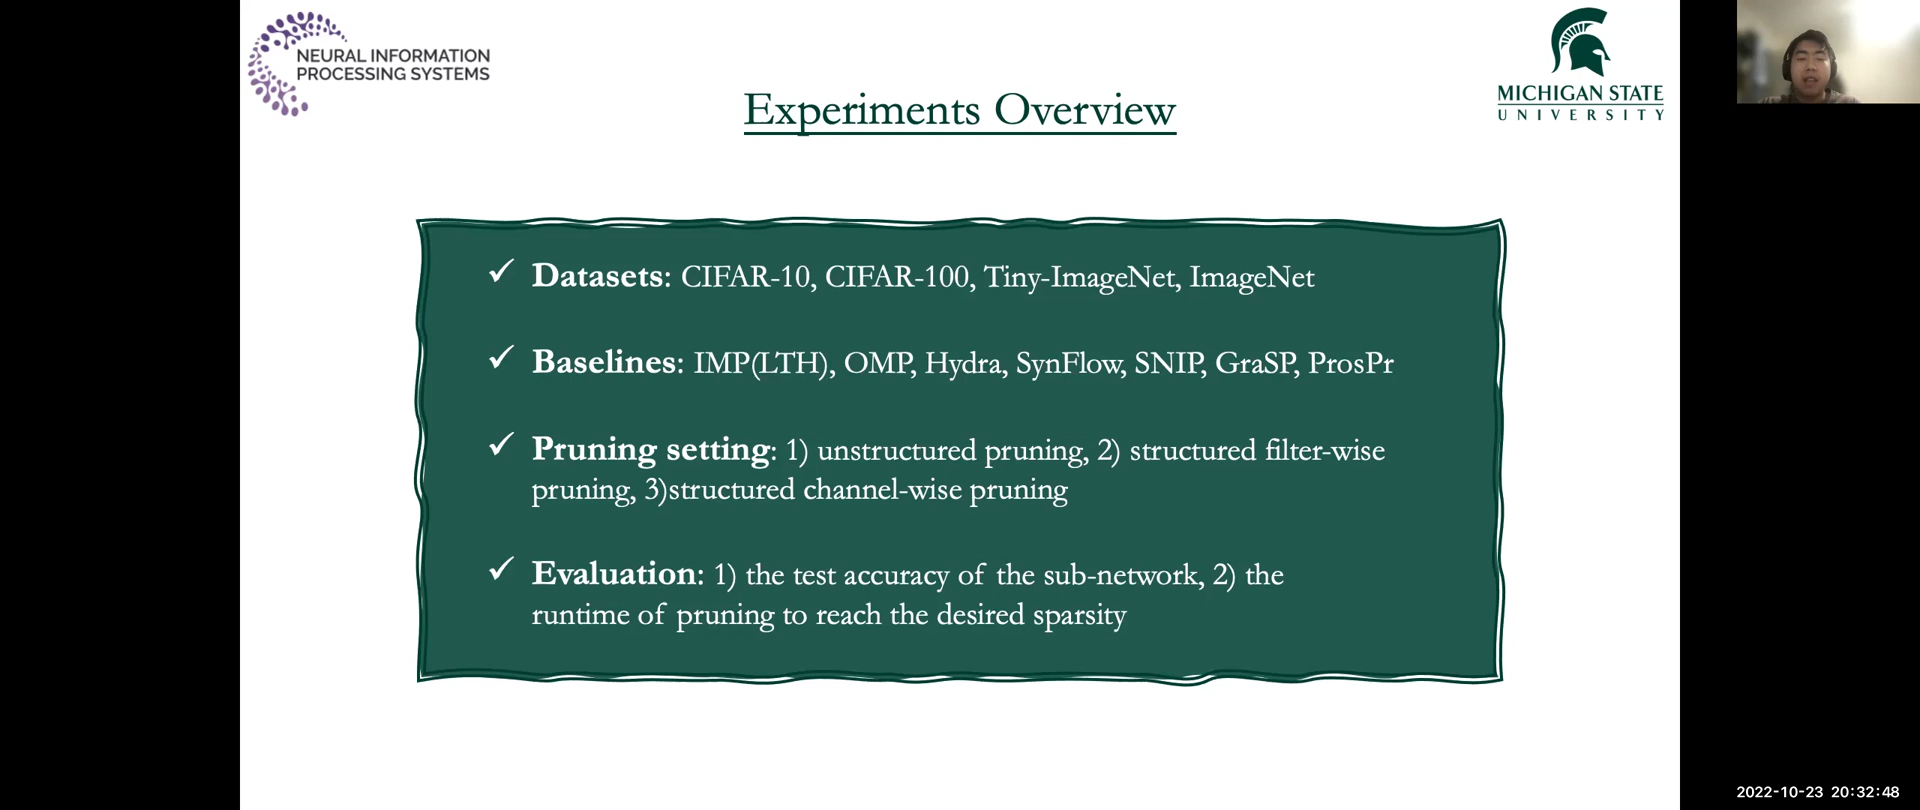 NEURAL INFORMATION
PROCESSING SYSTEMS
MICHIGAN STATE
UNIVERSITY
Experiments Overview
✓ Datasets: CIFAR-10, CIFAR-100, Tiny-ImageNet, ImageNet
✓ Baselines: IMP(LTH), OMP, Hydra, SynFlow, SNIP, GraSP, ProsPr
✓ Pruning setting: 1) unstructured pruning, 2) structured filter-wise
pruning, 3)structured channel-wise pruning
✓ Evaluation: 1) the test accuracy of the sub-network, 2) the
runtime of pruning to reach the desired sparsity
2022-10-23 20:32:48